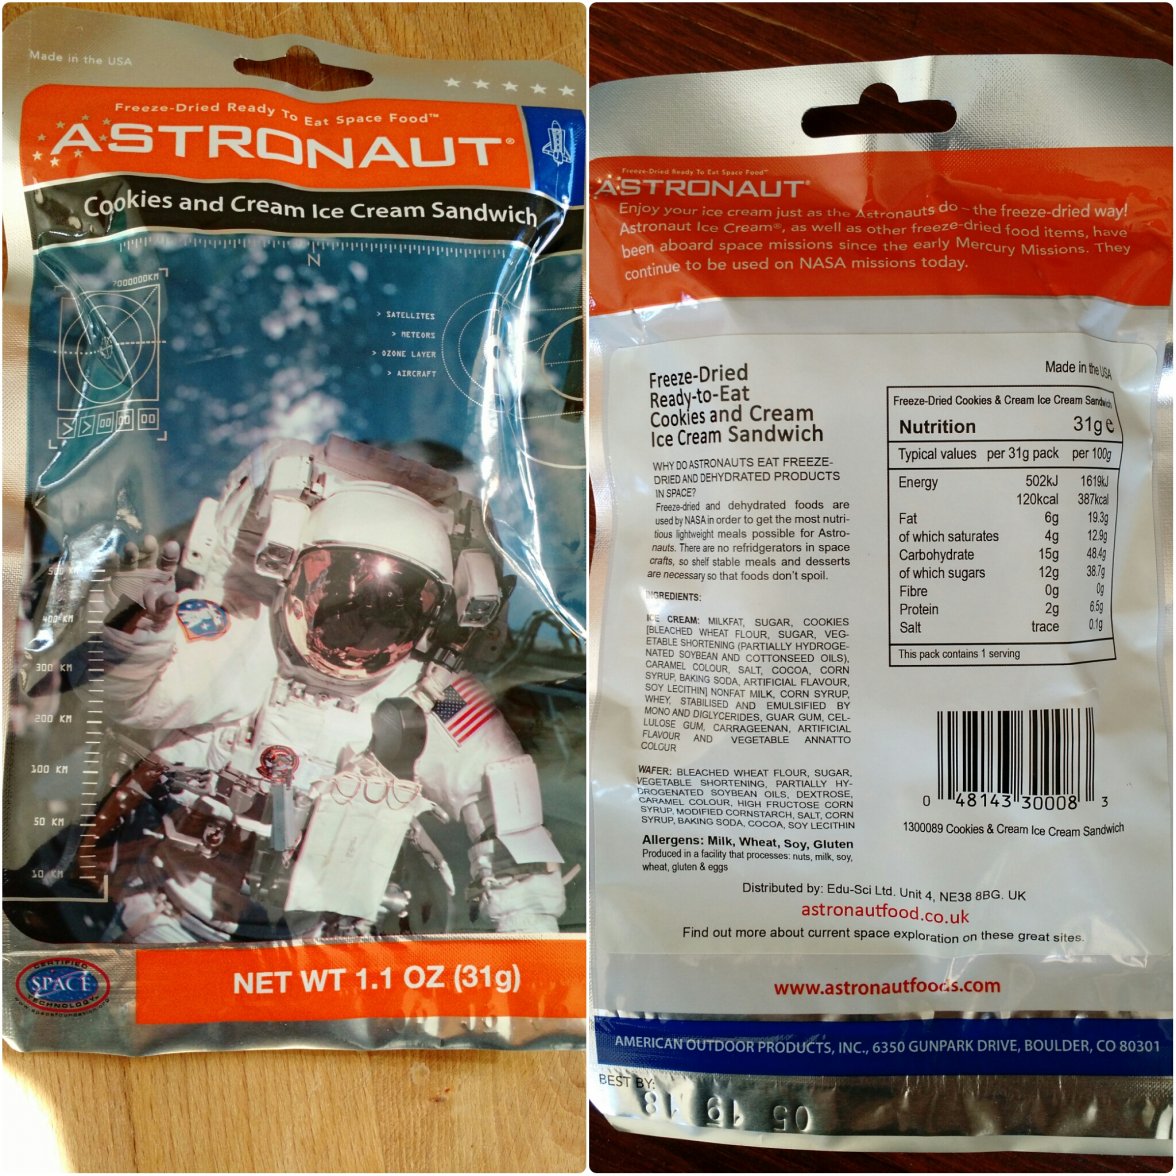 Made in the USA
Freeze-Dried Ready To Eat Space Food™
ASTRONAUT®
Cookies and Cream Ice Cream Sandwich
N
7000000KM
> SATELLITES
> METEORS
> OZONE LAYER
> AIRCRAFT
400 KM
300 KM
200 KM
100 KM
50 KM
10 KM
CERTIFIED
SPACE
TECHNOLOGY
NET WT 1.1 OZ (31g)
Freeze-Dried Ready To Eat Space Food™
ASTRONAUT®
Enjoy your ice cream just as the Astronauts do – the freeze-dried way!
Astronaut Ice Cream®, as well as other freeze-dried food items, have
been aboard space missions since the early Mercury Missions. They
continue to be used on NASA missions today.
Freeze-Dried
Ready-to-Eat
Cookies and Cream
Ice Cream Sandwich
WHY DO ASTRONAUTS EAT FREEZE-
DRIED AND DEHYDRATED PRODUCTS
IN SPACE?
Freeze-dried and dehydrated foods are
used by NASA in order to get the most nutri-
tious lightweight meals possible for Astro-
nauts. There are no refridgerators in space
crafts, so shelf stable meals and desserts
are necessary so that foods don't spoil.
INGREDIENTS:
ICE CREAM: MILKFAT, SUGAR, COOKIES
[BLEACHED WHEAT FLOUR, SUGAR, VEG-
ETABLE SHORTENING (PARTIALLY HYDROGE-
NATED SOYBEAN AND COTTONSEED OILS),
CARAMEL COLOUR, SALT, COCOA, CORN
SYRUP, BAKING SODA, ARTIFICIAL FLAVOUR,
SOY LECITHIN] NONFAT MILK, CORN SYRUP,
WHEY, STABILISED AND EMULSIFIED BY
MONO AND DIGLYCERIDES, GUAR GUM, CEL-
LULOSE GUM, CARRAGEENAN, ARTIFICIAL
FLAVOUR AND VEGETABLE ANNATTO
COLOUR
WAFER: BLEACHED WHEAT FLOUR, SUGAR,
VEGETABLE SHORTENING, PARTIALLY HY-
DROGENATED SOYBEAN OILS, DEXTROSE,
CARAMEL COLOUR, HIGH FRUCTOSE CORN
SYRUP, MODIFIED CORNSTARCH, SALT, CORN
SYRUP, BAKING SODA, COCOA, SOY LECITHIN
Allergens: Milk, Wheat, Soy, Gluten
Produced in a facility that processes: nuts, milk, soy,
wheat, gluten & eggs
Made in the USA
Freeze-Dried Cookies & Cream Ice Cream Sandwich
Nutrition 31g e
Typical values per 31g pack per 100g
Energy 502kJ 1619kJ
120kcal 387kcal
Fat 6g 19.3g
of which saturates 4g 12.9g
Carbohydrate 15g 48.4g
of which sugars 12g 38.7g
Fibre 0g 0g
Protein 2g 6.5g
Salt trace 0.1g
This pack contains 1 serving
0 48143 30008 3
1300089 Cookies & Cream Ice Cream Sandwich
Distributed by: Edu-Sci Ltd. Unit 4, NE38 8BG. UK
astronautfood.co.uk
Find out more about current space exploration on these great sites.
www.astronautfoods.com
AMERICAN OUTDOOR PRODUCTS, INC., 6350 GUNPARK DRIVE, BOULDER, CO 80301
BEST BY:
05 19 18